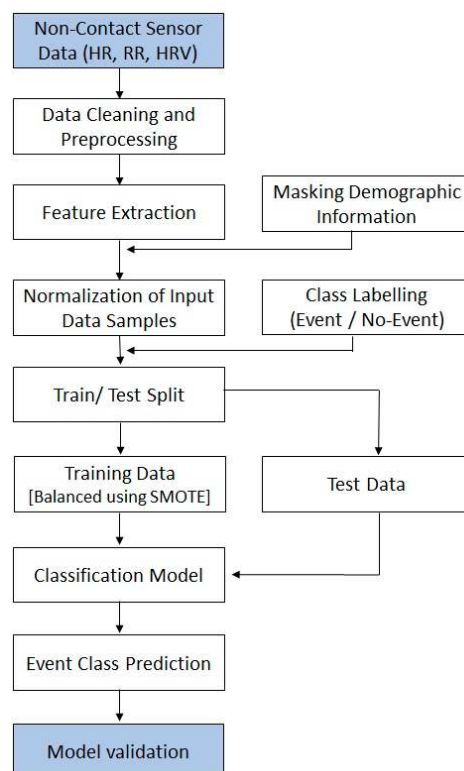 Non-Contact Sensor
Data (HR, RR, HRV)
Data Cleaning and
Preprocessing
Feature Extraction
Masking Demographic
Information
Normalization of Input
Data Samples
Class Labelling
(Event / No-Event)
Train/ Test Split
Training Data
[Balanced using SMOTE]
Test Data
Classification Model
Event Class Prediction
Model validation